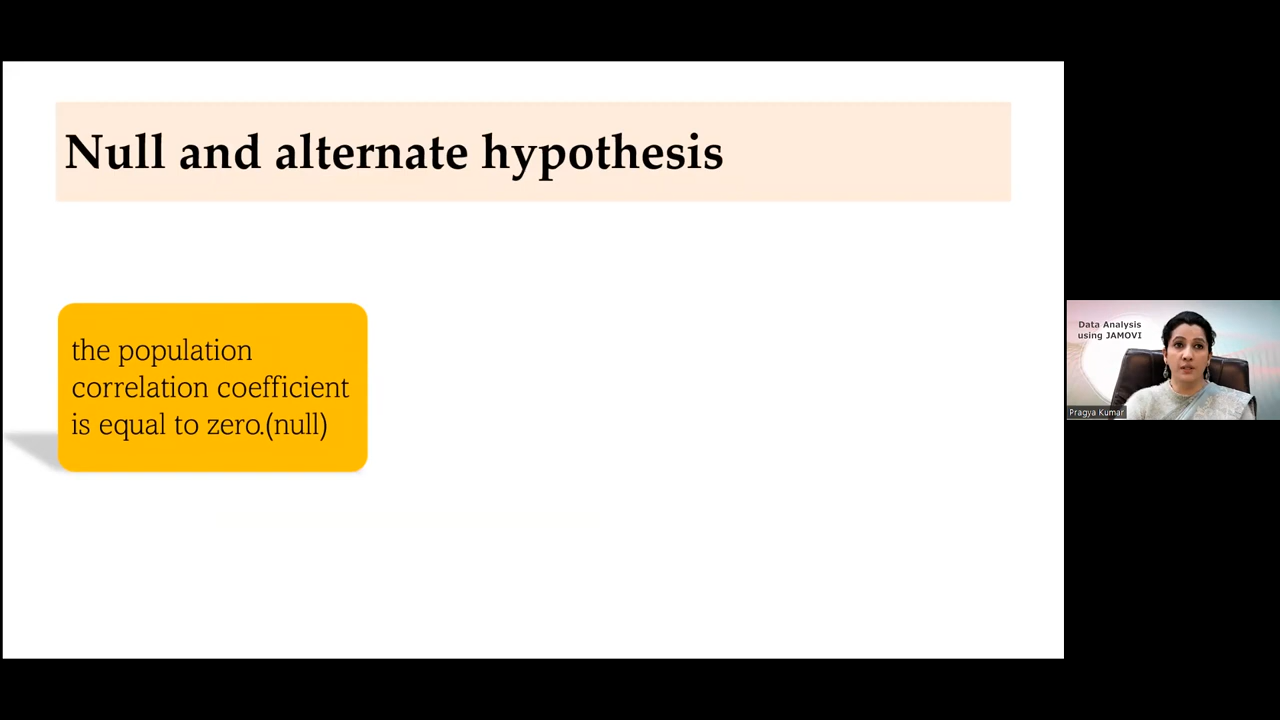 Null and alternate hypothesis
the population
correlation coefficient
is equal to zero.(null)
Data Analysis
using JAMOVI
Pragya Kumar